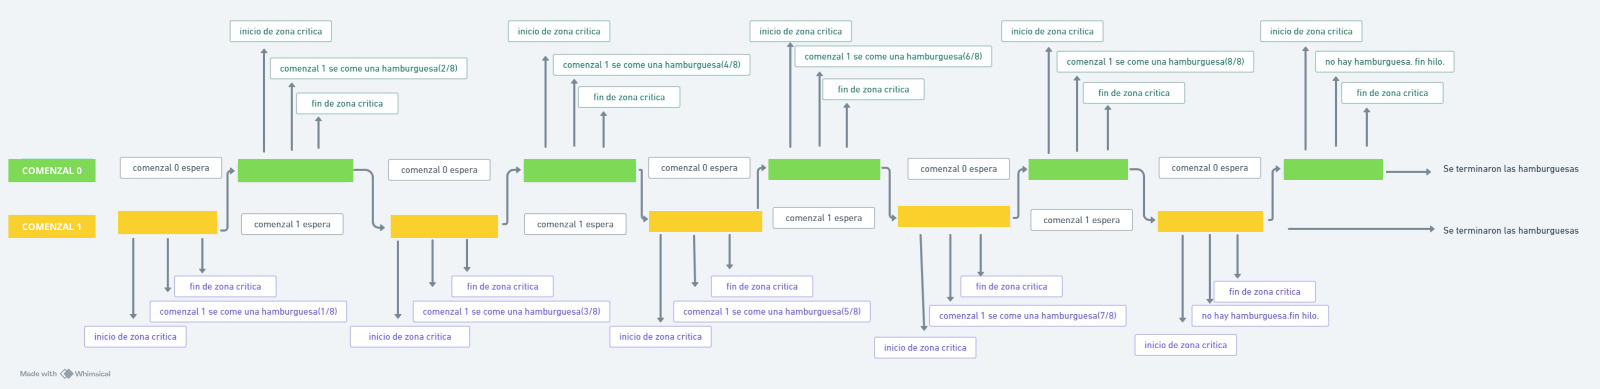 inicio de zona critica
inicio de zona critica
inicio de zona critica
inicio de zona critica
inicio de zona critica
comenzal 1 se come una hamburguesa(2/8)
comenzal 1 se come una hamburguesa(4/8)
comenzal 1 se come una hamburguesa(6/8)
comenzal 1 se come una hamburguesa(8/8)
no hay hamburguesa. fin hilo.
fin de zona critica
fin de zona critica
fin de zona critica
fin de zona critica
fin de zona critica
COMENZAL 0
comenzal 0 espera
comenzal 0 espera
comenzal 0 espera
comenzal 0 espera
comenzal 0 espera
Se terminaron las hamburguesas
COMENZAL 1
comenzal 1 espera
comenzal 1 espera
comenzal 1 espera
comenzal 1 espera
Se terminaron las hamburguesas
fin de zona critica
fin de zona critica
fin de zona critica
fin de zona critica
fin de zona critica
comenzal 1 se come una hamburguesa(1/8)
comenzal 1 se come una hamburguesa(3/8)
comenzal 1 se come una hamburguesa(5/8)
comenzal 1 se come una hamburguesa(7/8)
no hay hamburguesa.fin hilo.
inicio de zona critica
inicio de zona critica
inicio de zona critica
inicio de zona critica
inicio de zona critica
Made with Whimsical